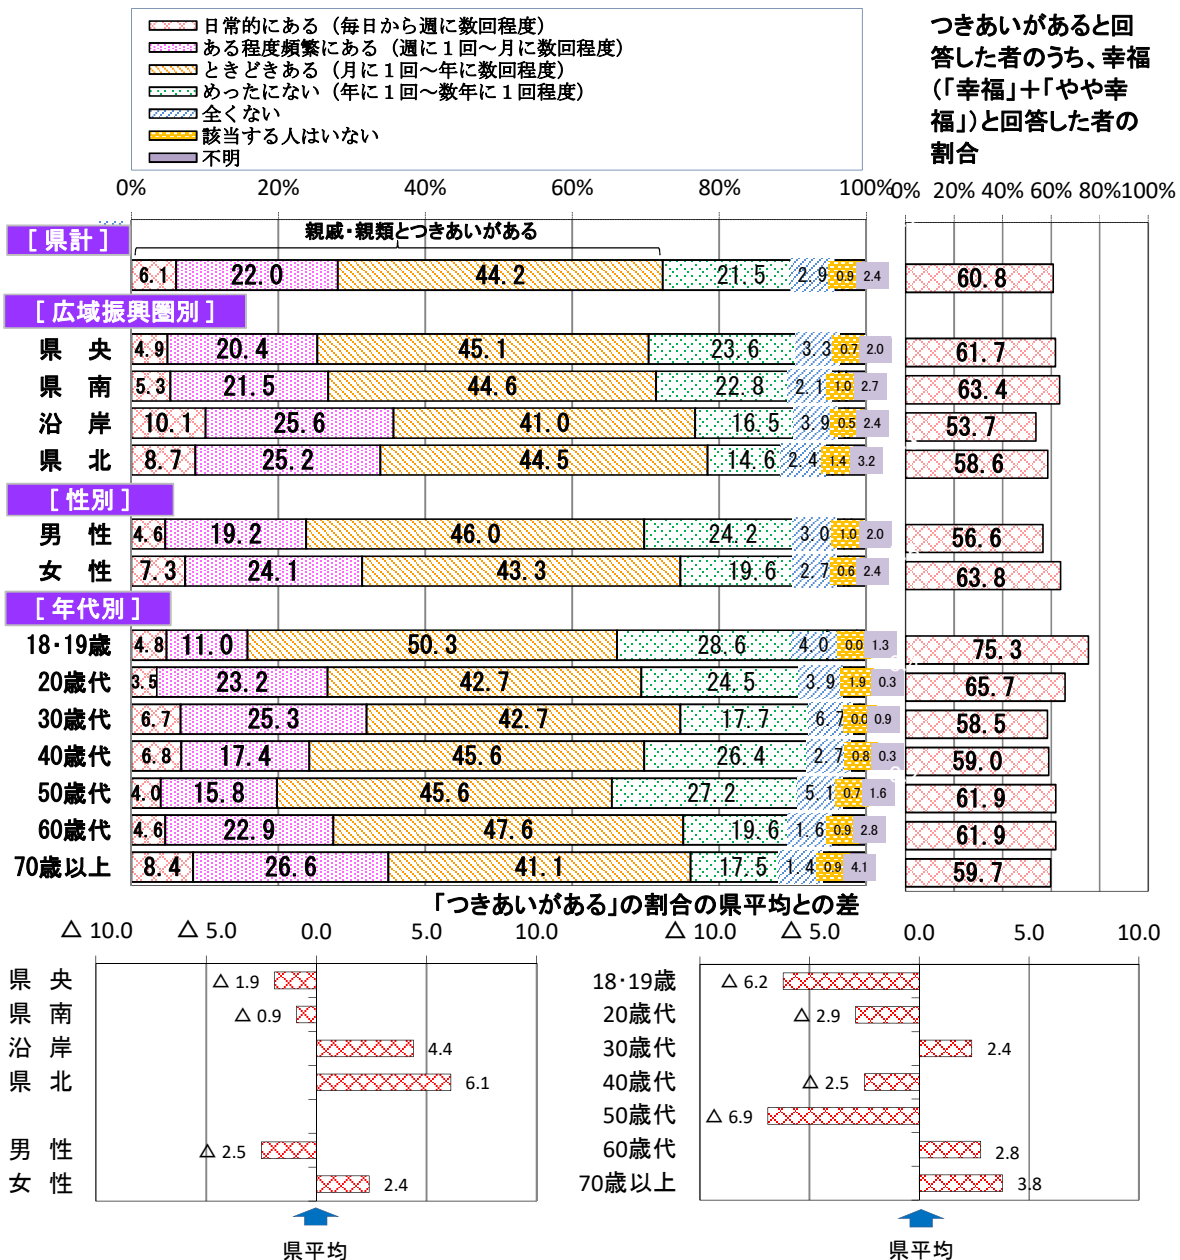 日常的にある（毎日から週に数回程度）
ある程度頻繁にある（週に１回～月に数回程度）
ときどきある（月に１回～年に数回程度）
めったにない（年に１回～数年に１回程度）
全くない
該当する人はいない
不明
つきあいがあると回
答した者のうち、幸福
（「幸福」＋「やや幸
福」）と回答した者の
割合
0% 20% 40% 60% 80% 100%
0% 20% 40% 60% 80% 100%
[ 県計 ]
親戚・親類とつきあいがある
6.1 22.0 44.2 21.5 2.9 0.9 2.4 60.8
[ 広域振興圏別 ]
県 央 4.9 20.4 45.1 23.6 3.3 0.7 2.0 61.7
県 南 5.3 21.5 44.6 22.8 2.1 1.0 2.7 63.4
沿 岸 10.1 25.6 41.0 16.5 3.9 0.5 2.4 53.7
県 北 8.7 25.2 44.5 14.6 2.4 1.4 3.2 58.6
[ 性別 ]
男 性 4.6 19.2 46.0 24.2 3.0 1.0 2.0 56.6
女 性 7.3 24.1 43.3 19.6 2.7 0.6 2.4 63.8
[ 年代別 ]
18・19歳 4.8 11.0 50.3 28.6 4.0 0.0 1.3 75.3
20歳代 3.5 23.2 42.7 24.5 3.9 1.9 0.3 65.7
30歳代 6.7 25.3 42.7 17.7 6.7 0.0 0.9 58.5
40歳代 6.8 17.4 45.6 26.4 2.7 0.8 0.3 59.0
50歳代 4.0 15.8 45.6 27.2 5.1 0.7 1.6 61.9
60歳代 4.6 22.9 47.6 19.6 1.6 0.9 2.8 61.9
70歳以上 8.4 26.6 41.1 17.5 1.4 0.9 4.1 59.7
「つきあいがある」の割合の県平均との差
△ 10.0 △ 5.0 0.0 5.0 10.0
県 央 △ 1.9
県 南 △ 0.9
沿 岸 4.4
県 北 6.1
男 性 △ 2.5
女 性 2.4
県平均
△ 10.0 △ 5.0 0.0 5.0 10.0
18・19歳 △ 6.2
20歳代 △ 2.9
30歳代 2.4
40歳代 △ 2.5
50歳代 △ 6.9
60歳代 2.8
70歳以上 3.8
県平均